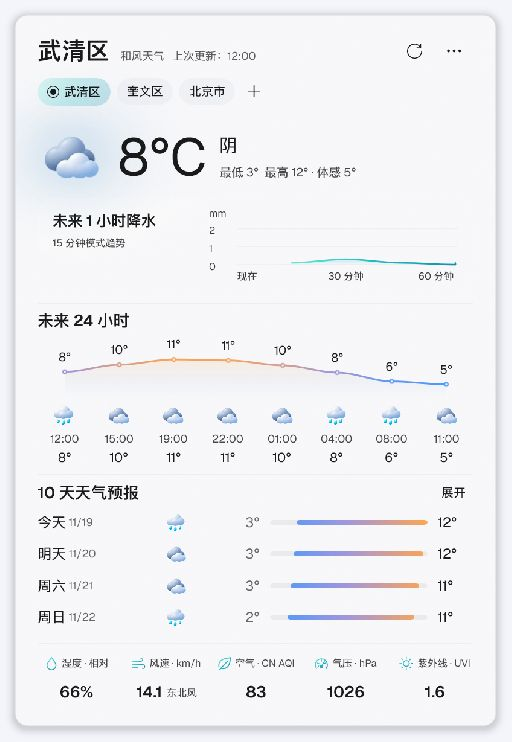 武清区 和风天气 上次更新：12:00
武清区 奎文区 北京市
8°C 阴
最低 3° 最高 12° · 体感 5°
未来 1 小时降水
15 分钟模式趋势
mm
2
1
0
现在 30 分钟 60 分钟
未来 24 小时
8° 10° 11° 11° 10° 8° 6° 5°
12:00 15:00 19:00 22:00 01:00 04:00 08:00 11:00
8° 10° 11° 11° 10° 8° 6° 5°
10 天天气预报 展开
今天 11/19 3° 12°
明天 11/20 3° 12°
周六 11/21 3° 11°
周日 11/22 2° 11°
湿度 · 相对 风速 · km/h 空气 · CN AQI 气压 · hPa 紫外线 · UVI
66% 14.1 东北风 83 1026 1.6